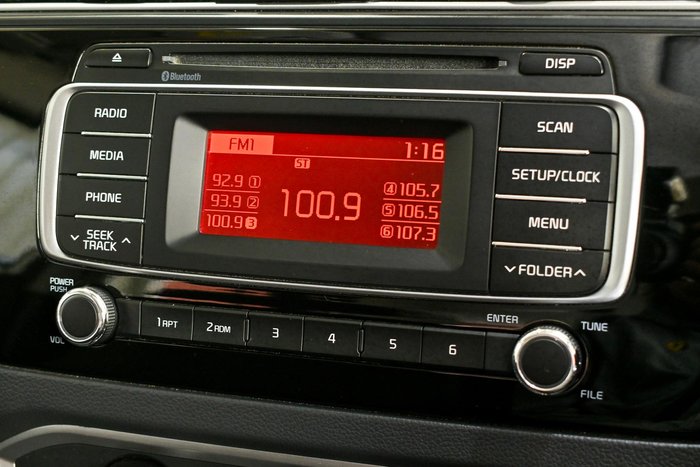 DISP
Bluetooth
RADIO
MEDIA
PHONE
SEEK
TRACK
FM1
1:16
ST
92.9 1
93.9 2
100.9 3
100.9
4 105.7
5 106.5
6 107.3
SCAN
SETUP/CLOCK
MENU
FOLDER
POWER
PUSH
VOL
1 RPT
2 RDM
3
4
5
6
ENTER
TUNE
FILE